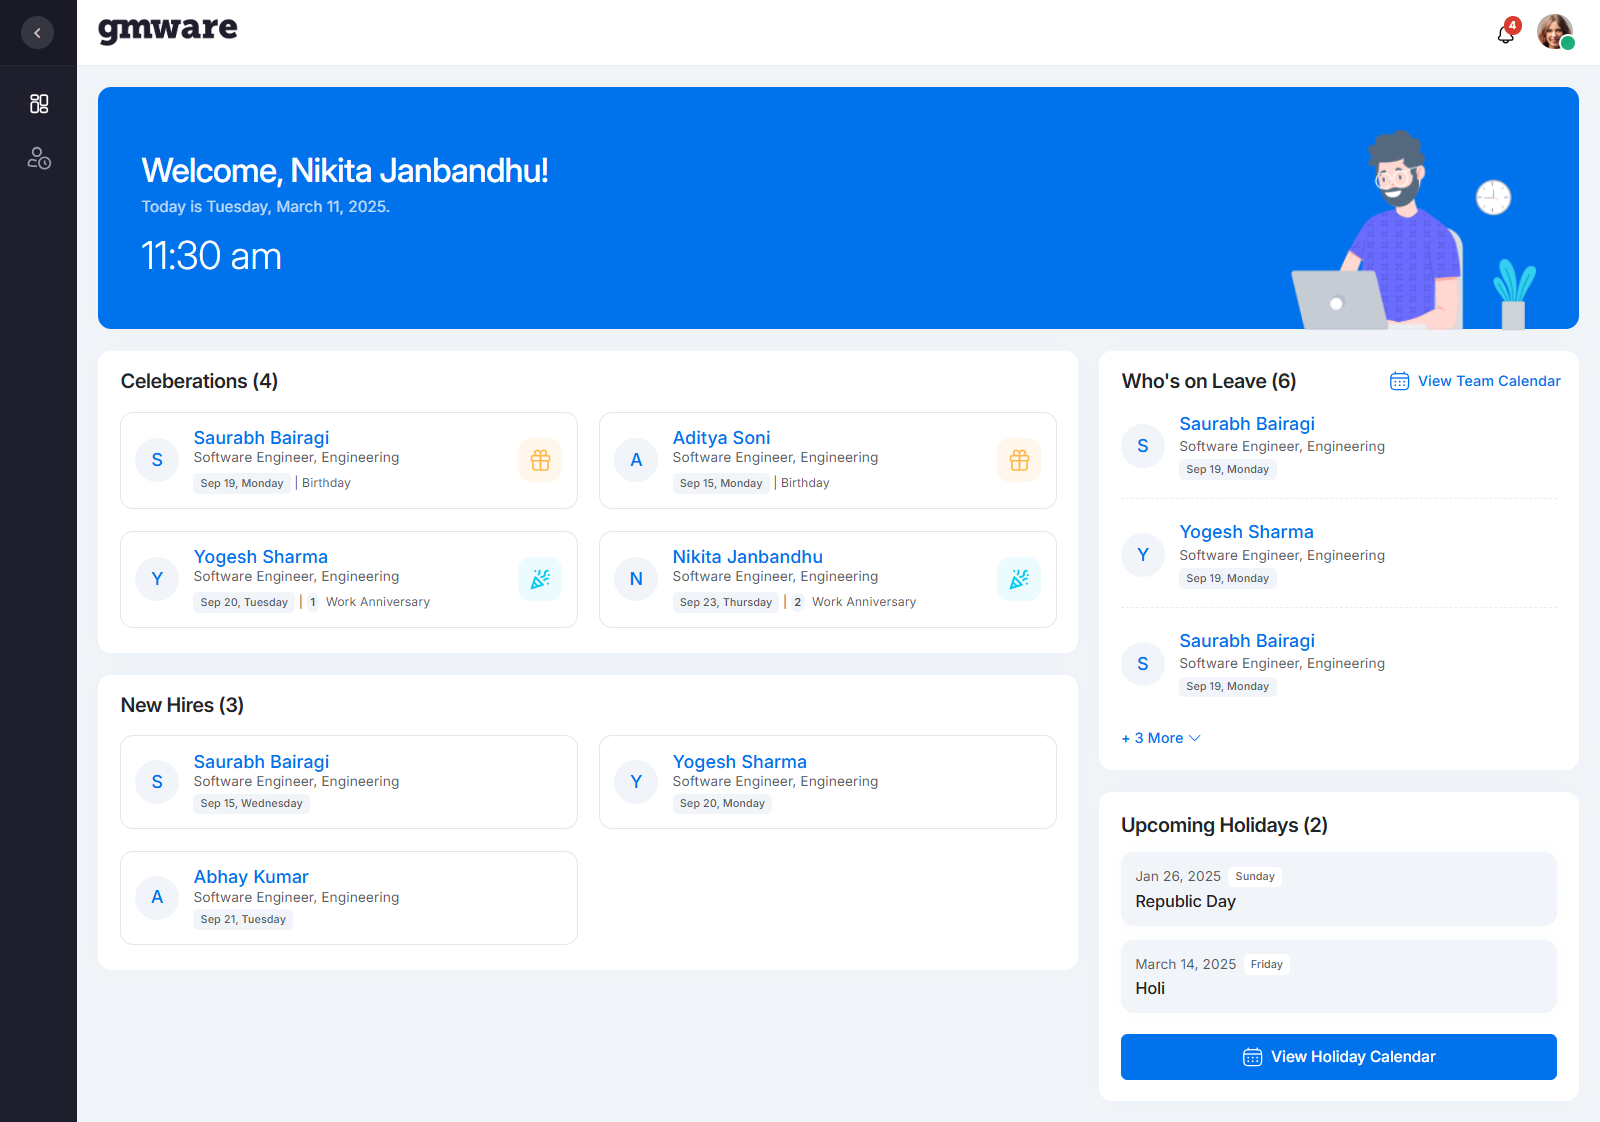 gmware
4
Welcome, Nikita Janbandhu!
Today is Tuesday, March 11, 2025.
11:30 am
Celeberations (4)
S
Saurabh Bairagi
Software Engineer, Engineering
Sep 19, Monday | Birthday
A
Aditya Soni
Software Engineer, Engineering
Sep 15, Monday | Birthday
Y
Yogesh Sharma
Software Engineer, Engineering
Sep 20, Tuesday | 1 Work Anniversary
N
Nikita Janbandhu
Software Engineer, Engineering
Sep 23, Thursday | 2 Work Anniversary
New Hires (3)
S
Saurabh Bairagi
Software Engineer, Engineering
Sep 15, Wednesday
Y
Yogesh Sharma
Software Engineer, Engineering
Sep 20, Monday
A
Abhay Kumar
Software Engineer, Engineering
Sep 21, Tuesday
Who's on Leave (6)
View Team Calendar
S
Saurabh Bairagi
Software Engineer, Engineering
Sep 19, Monday
Y
Yogesh Sharma
Software Engineer, Engineering
Sep 19, Monday
S
Saurabh Bairagi
Software Engineer, Engineering
Sep 19, Monday
+ 3 More
Upcoming Holidays (2)
Jan 26, 2025 Sunday
Republic Day
March 14, 2025 Friday
Holi
View Holiday Calendar